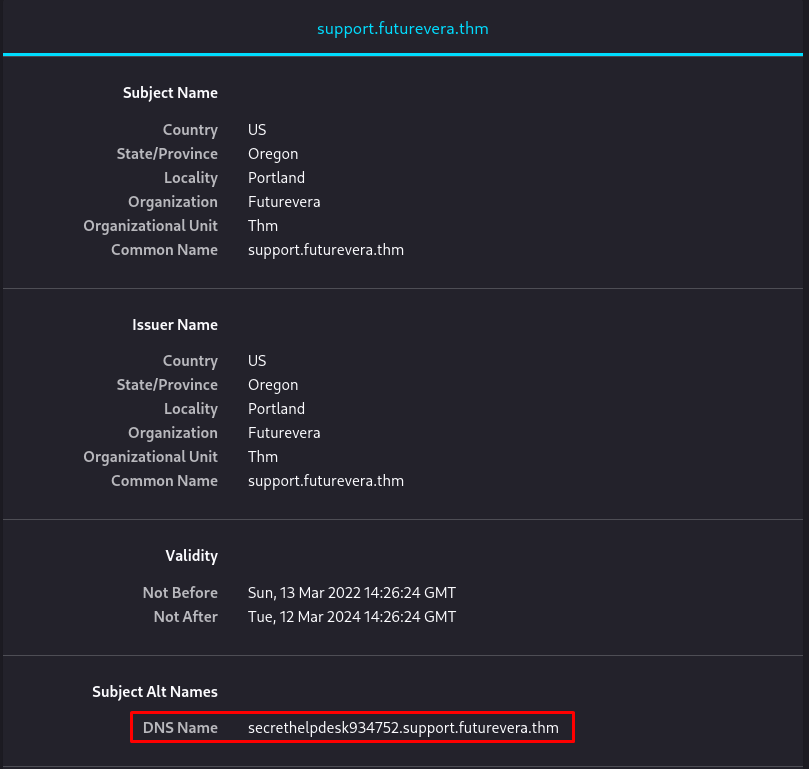 support.futurevera.thm
Subject Name
Country US
State/Province Oregon
Locality Portland
Organization Futurevera
Organizational Unit Thm
Common Name support.futurevera.thm
Issuer Name
Country US
State/Province Oregon
Locality Portland
Organization Futurevera
Organizational Unit Thm
Common Name support.futurevera.thm
Validity
Not Before Sun, 13 Mar 2022 14:26:24 GMT
Not After Tue, 12 Mar 2024 14:26:24 GMT
Subject Alt Names
DNS Name secrethelpdesk934752.support.futurevera.thm